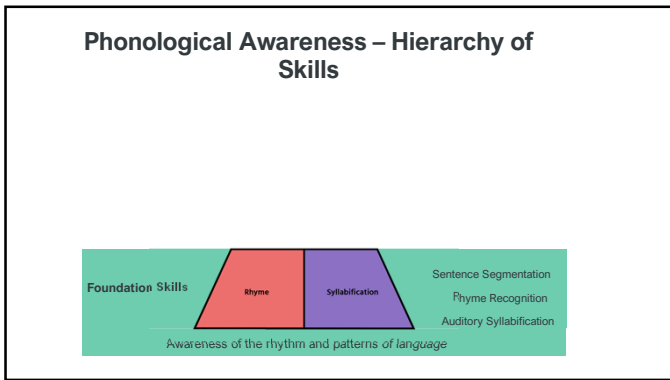 Phonological Awareness – Hierarchy of
Skills
Foundation Skills
Rhyme
Syllabification
Sentence Segmentation
Rhyme Recognition
Auditory Syllabification
Awareness of the rhythm and patterns of language